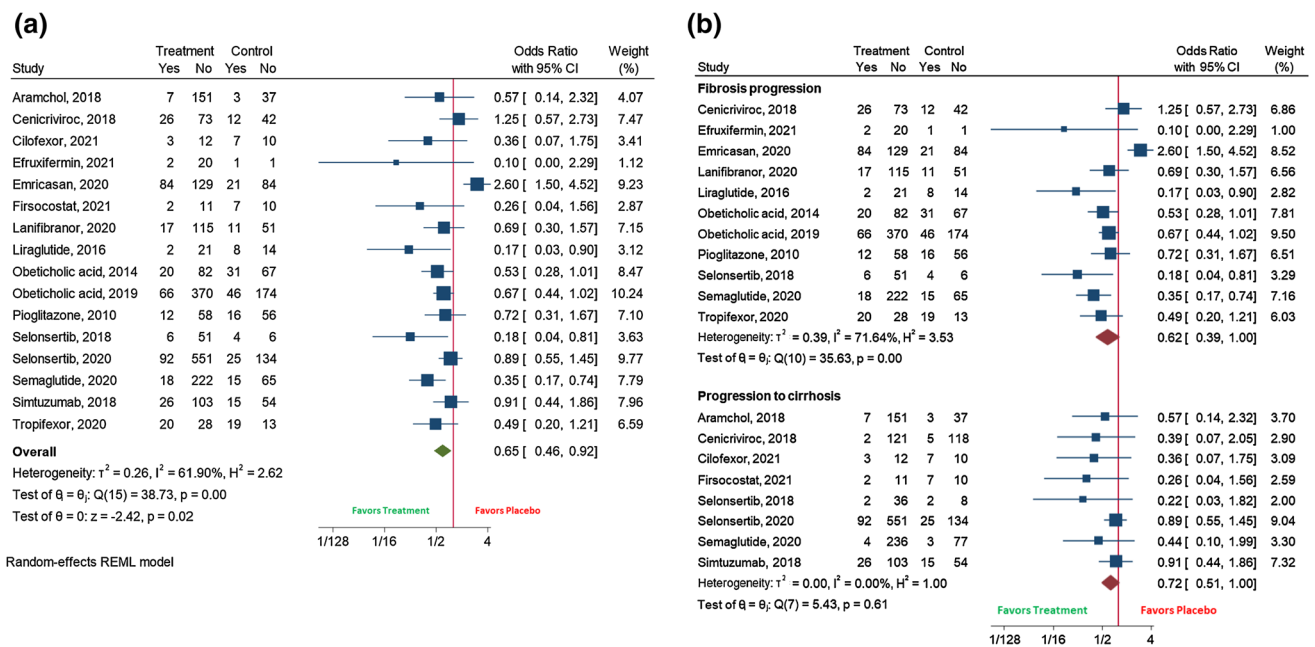 (a)
Treatment Control Odds Ratio Weight
Study Yes No Yes No with 95% CI (%)
Aramchol, 2018 7 151 3 37 0.57 [ 0.14, 2.32] 4.07
Cenicriviroc, 2018 26 73 12 42 1.25 [ 0.57, 2.73] 7.47
Cilofexor, 2021 3 12 7 10 0.36 [ 0.07, 1.75] 3.41
Efruxifermin, 2021 2 20 1 1 0.10 [ 0.00, 2.29] 1.12
Emricasan, 2020 84 129 21 84 2.60 [ 1.50, 4.52] 9.23
Firsocostat, 2021 2 11 7 10 0.26 [ 0.04, 1.56] 2.87
Lanifibranor, 2020 17 115 11 51 0.69 [ 0.30, 1.57] 7.15
Liraglutide, 2016 2 21 8 14 0.17 [ 0.03, 0.90] 3.12
Obeticholic acid, 2014 20 82 31 67 0.53 [ 0.28, 1.01] 8.47
Obeticholic acid, 2019 66 370 46 174 0.67 [ 0.44, 1.02] 10.24
Pioglitazone, 2010 12 58 16 56 0.72 [ 0.31, 1.67] 7.10
Selonsertib, 2018 6 51 4 6 0.18 [ 0.04, 0.81] 3.63
Selonsertib, 2020 92 551 25 134 0.89 [ 0.55, 1.45] 9.77
Semaglutide, 2020 18 222 15 65 0.35 [ 0.17, 0.74] 7.79
Simtuzumab, 2018 26 103 15 54 0.91 [ 0.44, 1.86] 7.96
Tropifexor, 2020 20 28 19 13 0.49 [ 0.20, 1.21] 6.59
Overall 0.65 [ 0.46, 0.92]
Heterogeneity: τ² = 0.26, I² = 61.90%, H² = 2.62
Test of θᵢ = θⱼ: Q(15) = 38.73, p = 0.00
Test of θ = 0: z = -2.42, p = 0.02
Favors Treatment Favors Placebo
1/128 1/16 1/2 4
Random-effects REML model
(b)
Treatment Control Odds Ratio Weight
Study Yes No Yes No with 95% CI (%)
Fibrosis progression
Cenicriviroc, 2018 26 73 12 42 1.25 [ 0.57, 2.73] 6.86
Efruxifermin, 2021 2 20 1 1 0.10 [ 0.00, 2.29] 1.00
Emricasan, 2020 84 129 21 84 2.60 [ 1.50, 4.52] 8.52
Lanifibranor, 2020 17 115 11 51 0.69 [ 0.30, 1.57] 6.56
Liraglutide, 2016 2 21 8 14 0.17 [ 0.03, 0.90] 2.82
Obeticholic acid, 2014 20 82 31 67 0.53 [ 0.28, 1.01] 7.81
Obeticholic acid, 2019 66 370 46 174 0.67 [ 0.44, 1.02] 9.50
Pioglitazone, 2010 12 58 16 56 0.72 [ 0.31, 1.67] 6.51
Selonsertib, 2018 6 51 4 6 0.18 [ 0.04, 0.81] 3.29
Semaglutide, 2020 18 222 15 65 0.35 [ 0.17, 0.74] 7.16
Tropifexor, 2020 20 28 19 13 0.49 [ 0.20, 1.21] 6.03
Heterogeneity: τ² = 0.39, I² = 71.64%, H² = 3.53 0.62 [ 0.39, 1.00]
Test of θᵢ = θⱼ: Q(10) = 35.63, p = 0.00
Progression to cirrhosis
Aramchol, 2018 7 151 3 37 0.57 [ 0.14, 2.32] 3.70
Cenicriviroc, 2018 2 121 5 118 0.39 [ 0.07, 2.05] 2.90
Cilofexor, 2021 3 12 7 10 0.36 [ 0.07, 1.75] 3.09
Firsocostat, 2021 2 11 7 10 0.26 [ 0.04, 1.56] 2.59
Selonsertib, 2018 2 36 2 8 0.22 [ 0.03, 1.82] 2.00
Selonsertib, 2020 92 551 25 134 0.89 [ 0.55, 1.45] 9.04
Semaglutide, 2020 4 236 3 77 0.44 [ 0.10, 1.99] 3.30
Simtuzumab, 2018 26 103 15 54 0.91 [ 0.44, 1.86] 7.32
Heterogeneity: τ² = 0.00, I² = 0.00%, H² = 1.00 0.72 [ 0.51, 1.00]
Test of θᵢ = θⱼ: Q(7) = 5.43, p = 0.61
Favors Treatment Favors Placebo
1/128 1/16 1/2 4